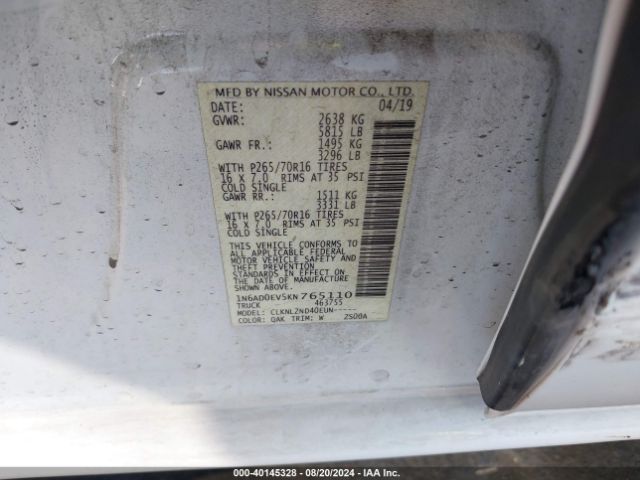 MFD BY NISSAN MOTOR CO., LTD.
DATE: 04/19
GVWR: 2638 KG
5815 LB
GAWR FR.: 1495 KG
3296 LB
WITH P265/70R16 TIRES
16 X 7.0 RIMS AT 35 PSI
COLD SINGLE
GAWR RR.: 1511 KG
3331 LB
WITH P265/70R16 TIRES
16 X 7.0 RIMS AT 35 PSI
COLD SINGLE
THIS VEHICLE CONFORMS TO
ALL APPLICABLE FEDERAL
MOTOR VEHICLE SAFETY AND
THEFT PREVENTION
STANDARDS IN EFFECT ON
THE DATE OF MANUFACTURE
SHOWN ABOVE.
1N6AD0EV5KN765110
TRUCK 463755
MODEL: CLKNL2ND40EUN-----
COLOR: QAK TRIM: W 2S00A
000-40145328 | 08/20/2024 | IAA Inc.